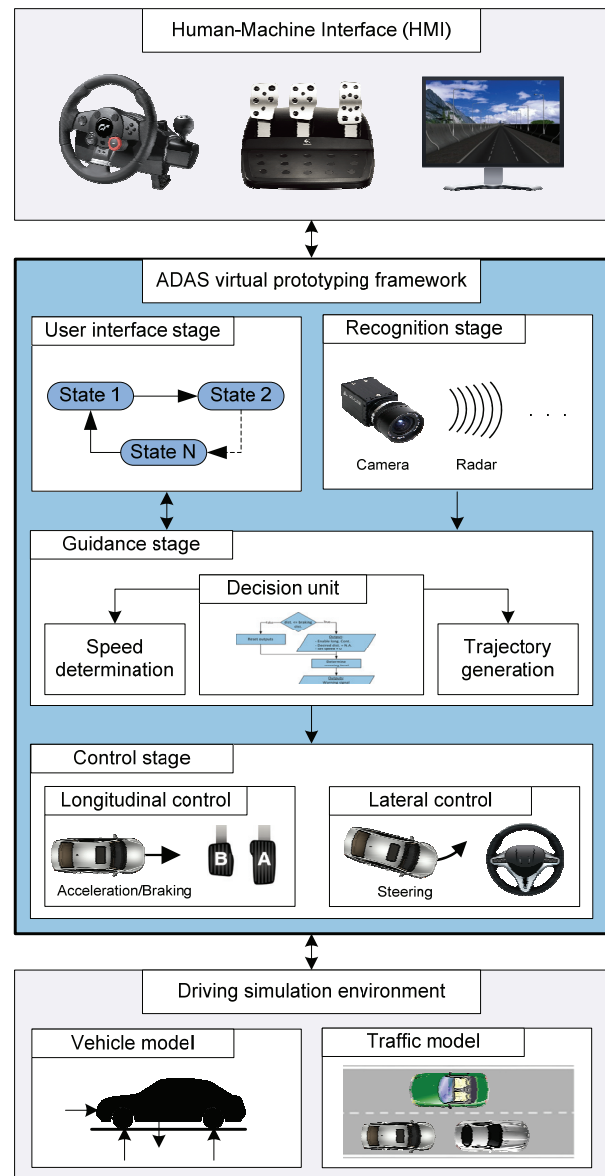 Human-Machine Interface (HMI)
ADAS virtual prototyping framework
User interface stage
State 1
State 2
State N
Recognition stage
Camera
Radar
. . .
Guidance stage
Decision unit
Speed
determination
Trajectory
generation
Control stage
Longitudinal control
B
A
Acceleration/Braking
Lateral control
Steering
Driving simulation environment
Vehicle model
Traffic model